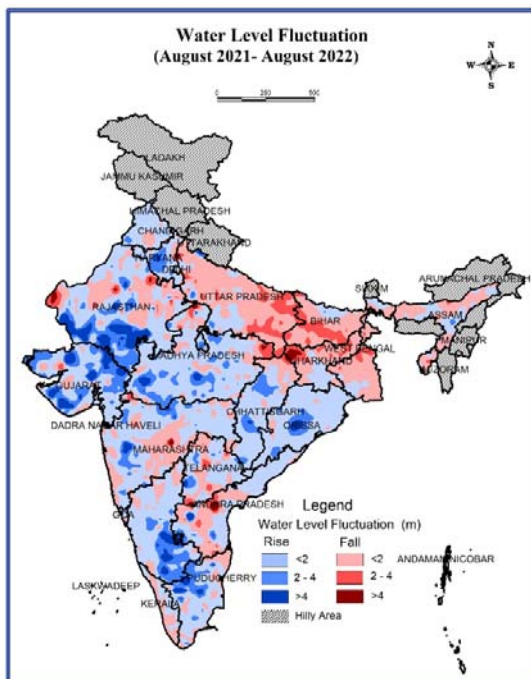 Water Level Fluctuation
(August 2021- August 2022)
N
W E
S
0 250 500
LADAKH
JAMMU KASHMIR
HIMACHAL PRADESH
CHANDIGARH
UTTARAKHAND
HARYANA
DELHI
ARUNACHAL PRADESH
SIKKIM
UTTAR PRADESH
RAJASTHAN
ASSAM
BIHAR
MANIPUR
WEST BENGAL
MADHYA PRADESH
JHARKHAND
MIZORAM
GUJARAT
CHHATTISGARH
DADRA NAGAR HAVELI
ORISSA
MAHARASHTRA
TELANGANA
ANDHRA PRADESH
GOA
Legend
Water Level Fluctuation (m)
Rise Fall
<2 <2
2 - 4 2 - 4
>4 >4
Hilly Area
ANDAMAN NICOBAR
PUDUCHERRY
LASKWADEEP
KERALA